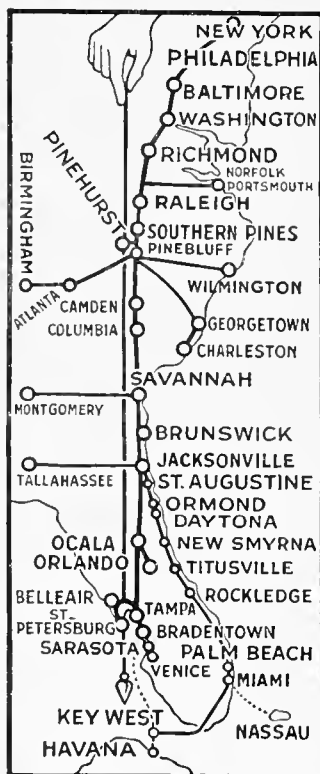 NEW YORK
PHILADELPHIA
BALTIMORE
WASHINGTON
RICHMOND
NORFOLK
PORTSMOUTH
RALEIGH
PINEHURST
SOUTHERN PINES
PINEBLUFF
BIRMINGHAM
WILMINGTON
ATLANTA
CAMDEN
COLUMBIA
GEORGETOWN
CHARLESTON
SAVANNAH
MONTGOMERY
BRUNSWICK
JACKSONVILLE
TALLAHASSEE
ST. AUGUSTINE
ORMOND
DAYTONA
OCALA
NEW SMYRNA
ORLANDO
TITUSVILLE
ROCKLEDGE
BELLEAIR
TAMPA
ST-
PETERSBURG
BRADENTOWN
SARASOTA
PALM BEACH
VENICE
MIAMI
KEY WEST
NASSAU
HAVANA